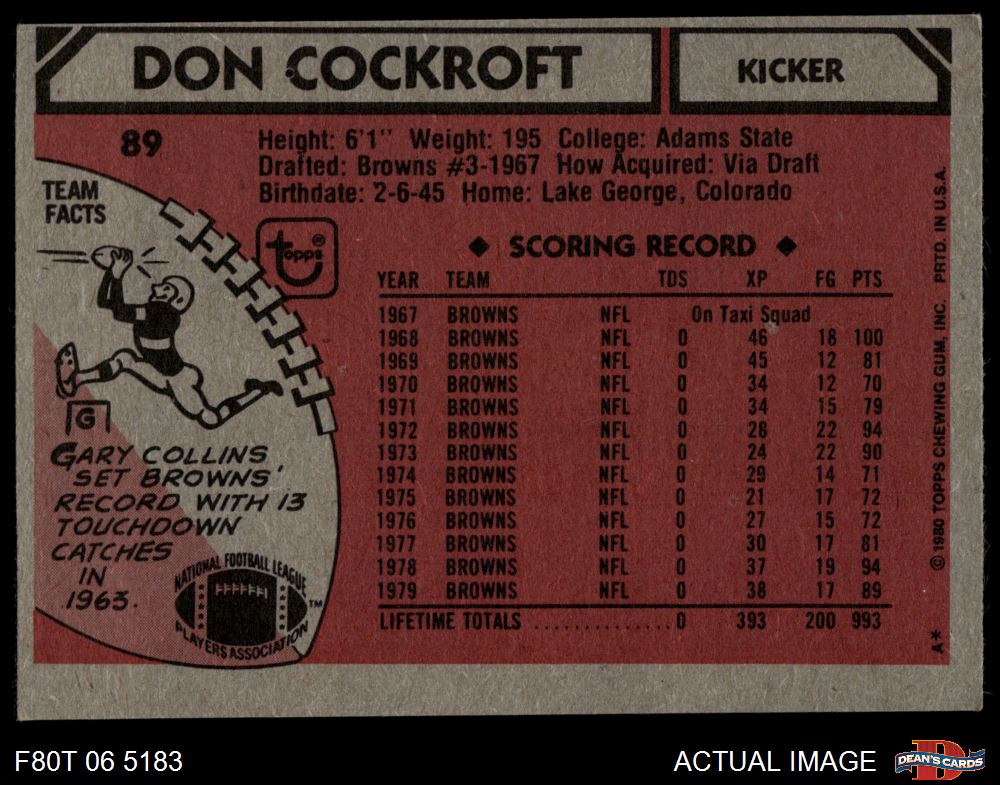 DON COCKROFT
KICKER
89
Height: 6'1" Weight: 195 College: Adams State
Drafted: Browns #3-1967 How Acquired: Via Draft
Birthdate: 2-6-45 Home: Lake George, Colorado
TEAM
FACTS
topps®
G
GARY COLLINS
SET BROWNS'
RECORD WITH 13
TOUCHDOWN
CATCHES
IN
1963.
NATIONAL FOOTBALL LEAGUE
PLAYERS ASSOCIATION
TM
◆ SCORING RECORD ◆
YEAR TEAM TDS XP FG PTS
1967 BROWNS NFL On Taxi Squad
1968 BROWNS NFL 0 46 18 100
1969 BROWNS NFL 0 45 12 81
1970 BROWNS NFL 0 34 12 70
1971 BROWNS NFL 0 34 15 79
1972 BROWNS NFL 0 28 22 94
1973 BROWNS NFL 0 24 22 90
1974 BROWNS NFL 0 29 14 71
1975 BROWNS NFL 0 21 17 72
1976 BROWNS NFL 0 27 15 72
1977 BROWNS NFL 0 30 17 81
1978 BROWNS NFL 0 37 19 94
1979 BROWNS NFL 0 38 17 89
LIFETIME TOTALS ..............0 393 200 993
A* © 1980 TOPPS CHEWING GUM, INC. PRTD. IN U.S.A.
F80T 06 5183
ACTUAL IMAGE
D
DEAN'S CARDS